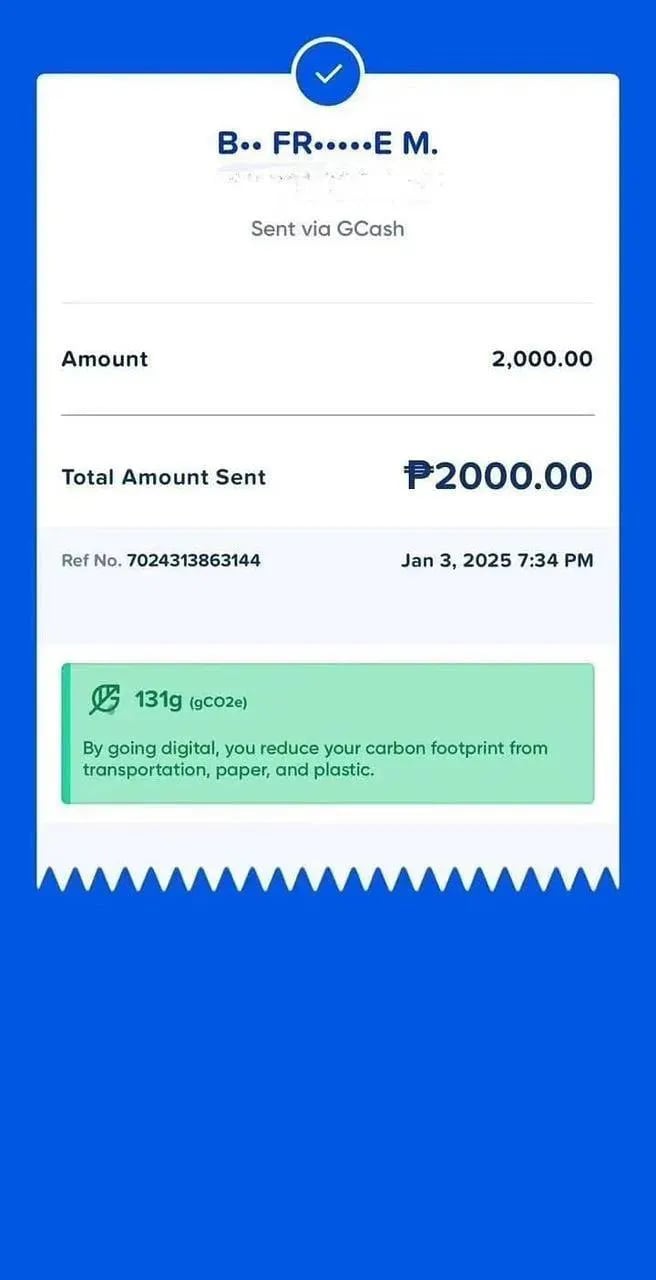 B•• FR•••••E M.
Sent via GCash
Amount 2,000.00
Total Amount Sent ₱2000.00
Ref No. 7024313863144 Jan 3, 2025 7:34 PM
131g (gCO2e)
By going digital, you reduce your carbon footprint from
transportation, paper, and plastic.